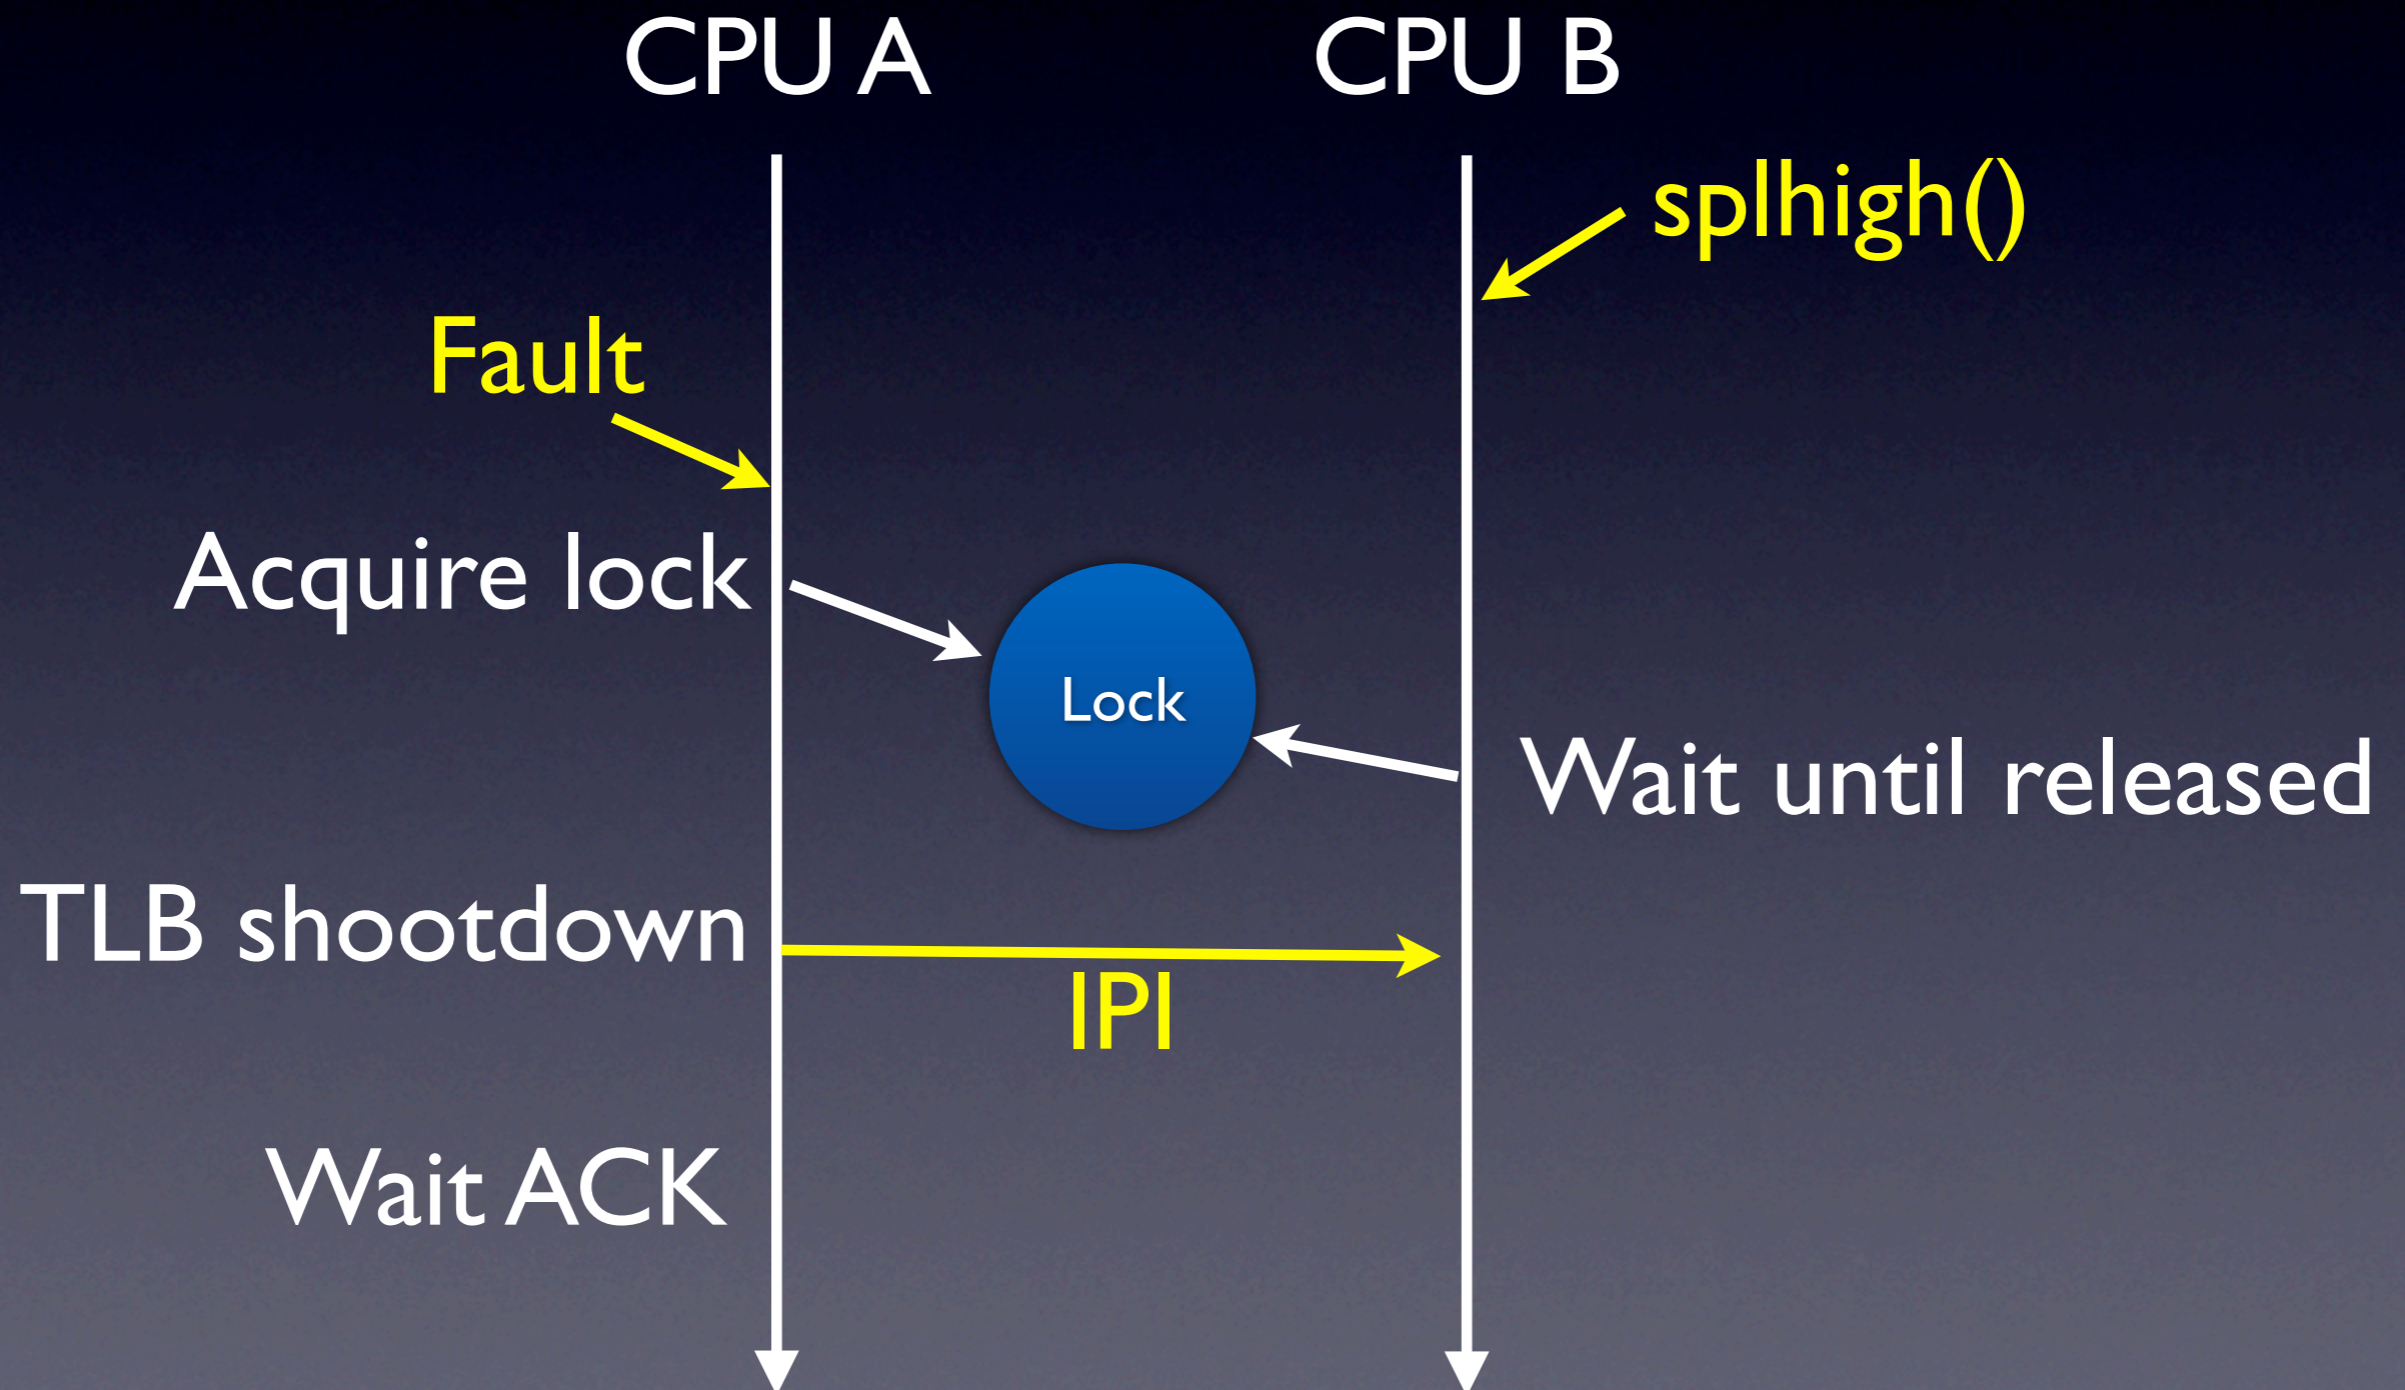 CPU A
CPU B
splhigh()
Fault
Acquire lock
Lock
Wait until released
TLB shootdown
IPI
Wait ACK